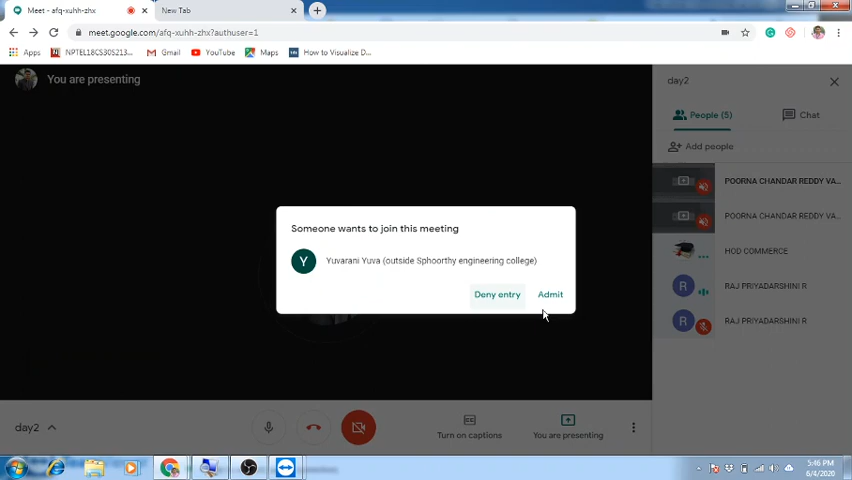 Meet - afq-xuhh-zhx
New Tab
meet.google.com/afq-xuhh-zhx?authuser=1
Apps
NPTEL18CS30S213...
Gmail
YouTube
Maps
How to Visualize D...
You are presenting
day2
People (5)
Chat
Add people
POORNA CHANDAR REDDY VA...
POORNA CHANDAR REDDY VA...
HOD COMMERCE
R
RAJ PRIYADARSHINI R
R
RAJ PRIYADARSHINI R
Someone wants to join this meeting
Y
Yuvarani Yuva (outside Sphoorthy engineering college)
Deny entry
Admit
day2
Turn on captions
You are presenting
5:46 PM
6/4/2020